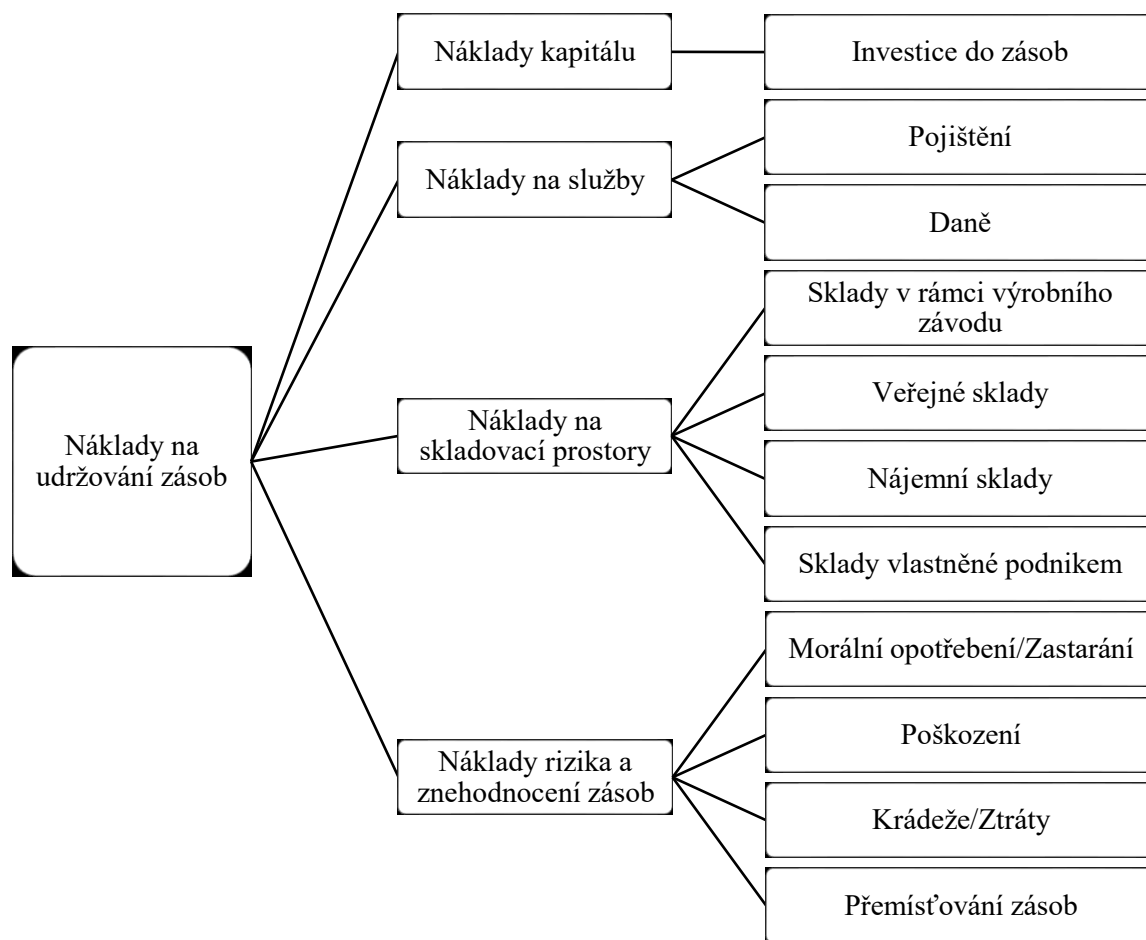 Náklady na
udržování zásob
Náklady kapitálu
Investice do zásob
Náklady na služby
Pojištění
Daně
Náklady na
skladovací prostory
Sklady v rámci výrobního
závodu
Veřejné sklady
Nájemní sklady
Sklady vlastněné podnikem
Náklady rizika a
znehodnocení zásob
Morální opotřebení/Zastarání
Poškození
Krádeže/Ztráty
Přemísťování zásob